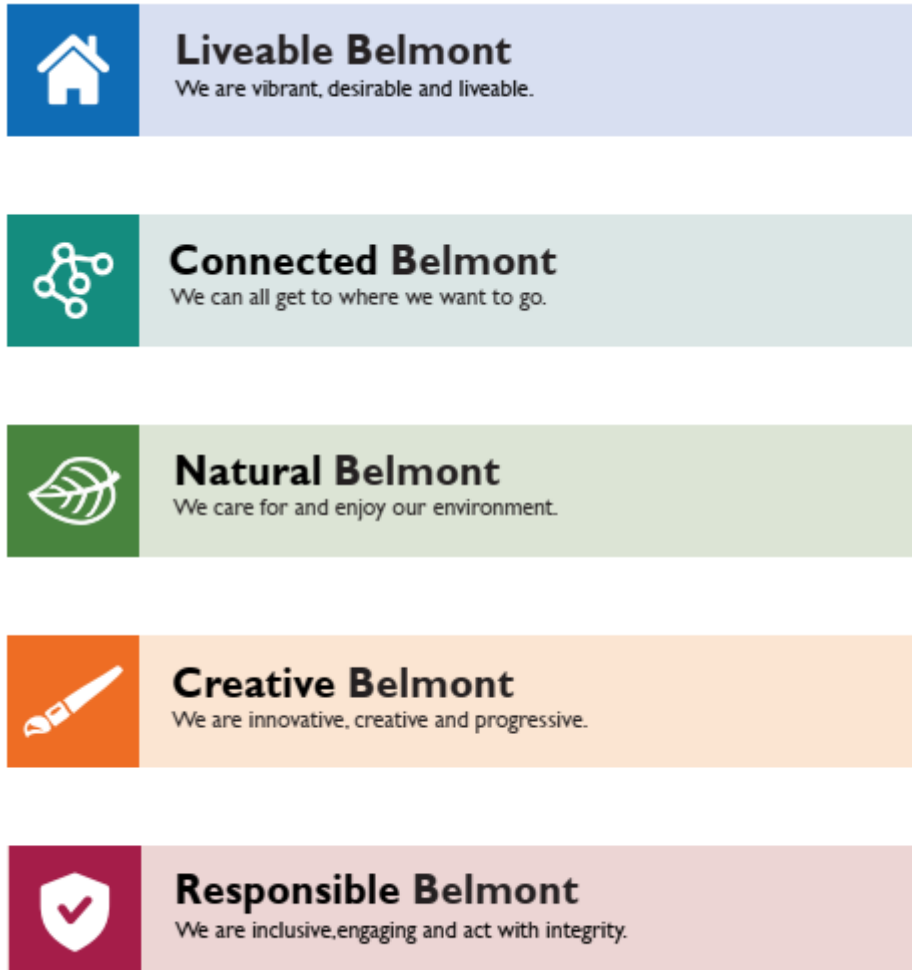 Liveable Belmont
We are vibrant, desirable and liveable.
Connected Belmont
We can all get to where we want to go.
Natural Belmont
We care for and enjoy our environment.
Creative Belmont
We are innovative, creative and progressive.
Responsible Belmont
We are inclusive,engaging and act with integrity.